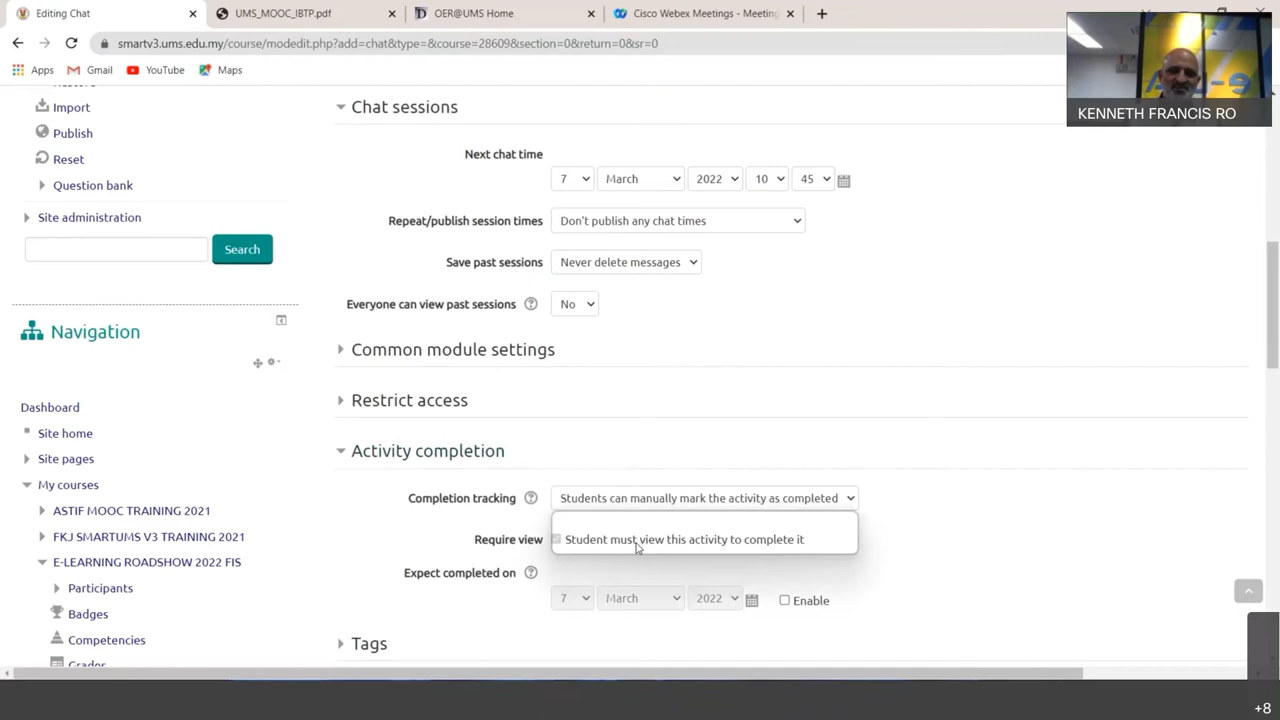 Editing Chat
UMS_MOOC_IBTP.pdf
OER@UMS Home
Cisco Webex Meetings - Meeting
smartv3.ums.edu.my/course/modedit.php?add=chat&type=&course=28609&section=0&return=0&sr=0
Apps
Gmail
YouTube
Maps
KENNETH FRANCIS RO
Import
Publish
Reset
Question bank
Site administration
Search
Navigation
Dashboard
Site home
Site pages
My courses
ASTIF MOOC TRAINING 2021
FKJ SMARTUMS V3 TRAINING 2021
E-LEARNING ROADSHOW 2022 FIS
Participants
Badges
Competencies
Grades
Chat sessions
Next chat time
7 March 2022 10 45
Repeat/publish session times Don't publish any chat times
Save past sessions Never delete messages
Everyone can view past sessions No
Common module settings
Restrict access
Activity completion
Completion tracking Students can manually mark the activity as completed
Require view Student must view this activity to complete it
Expect completed on
7 March 2022 Enable
Tags
+8